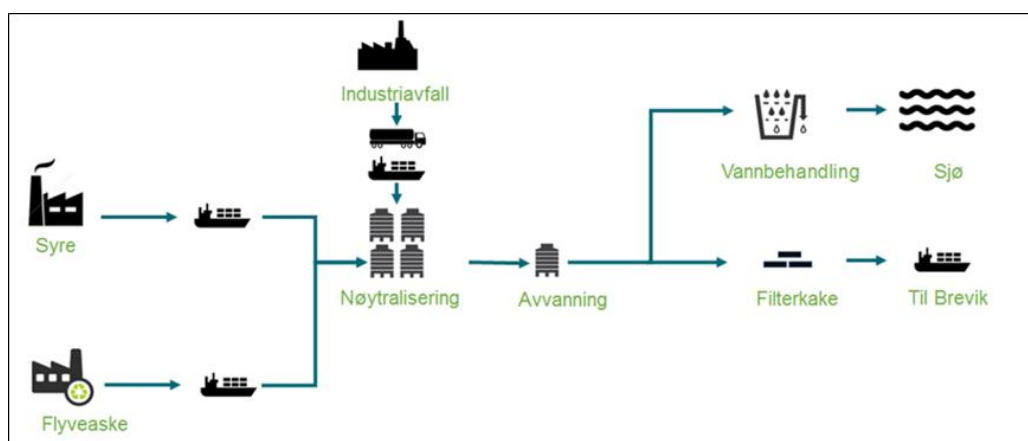 Industriavfall
Syre
Nøytralisering
Avvanning
Vannbehandling
Sjø
Filterkake
Til Brevik
Flyveaske